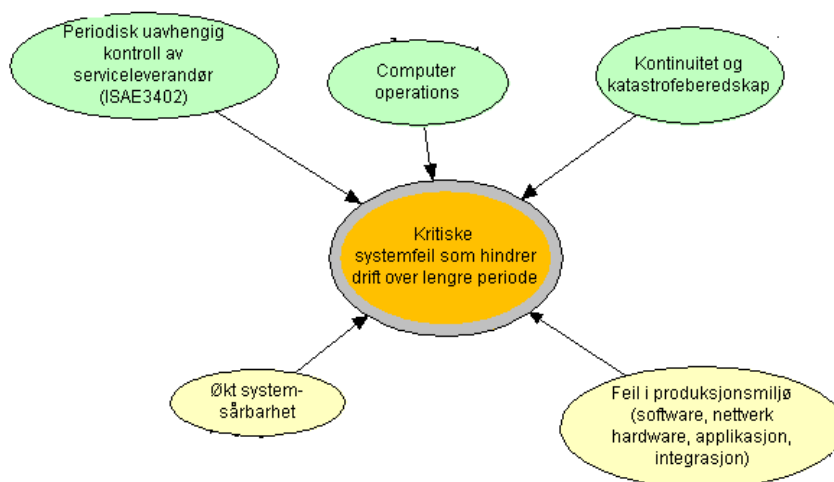 Periodisk uavhengig
kontroll av
serviceleverandør
(ISAE3402)
Computer
operations
Kontinuitet og
katastrofeberedskap
Kritiske
systemfeil som hindrer
drift over lengre periode
Økt system-
sårbarhet
Feil i produksjonsmiljø
(software, nettverk
hardware, applikasjon,
integrasjon)